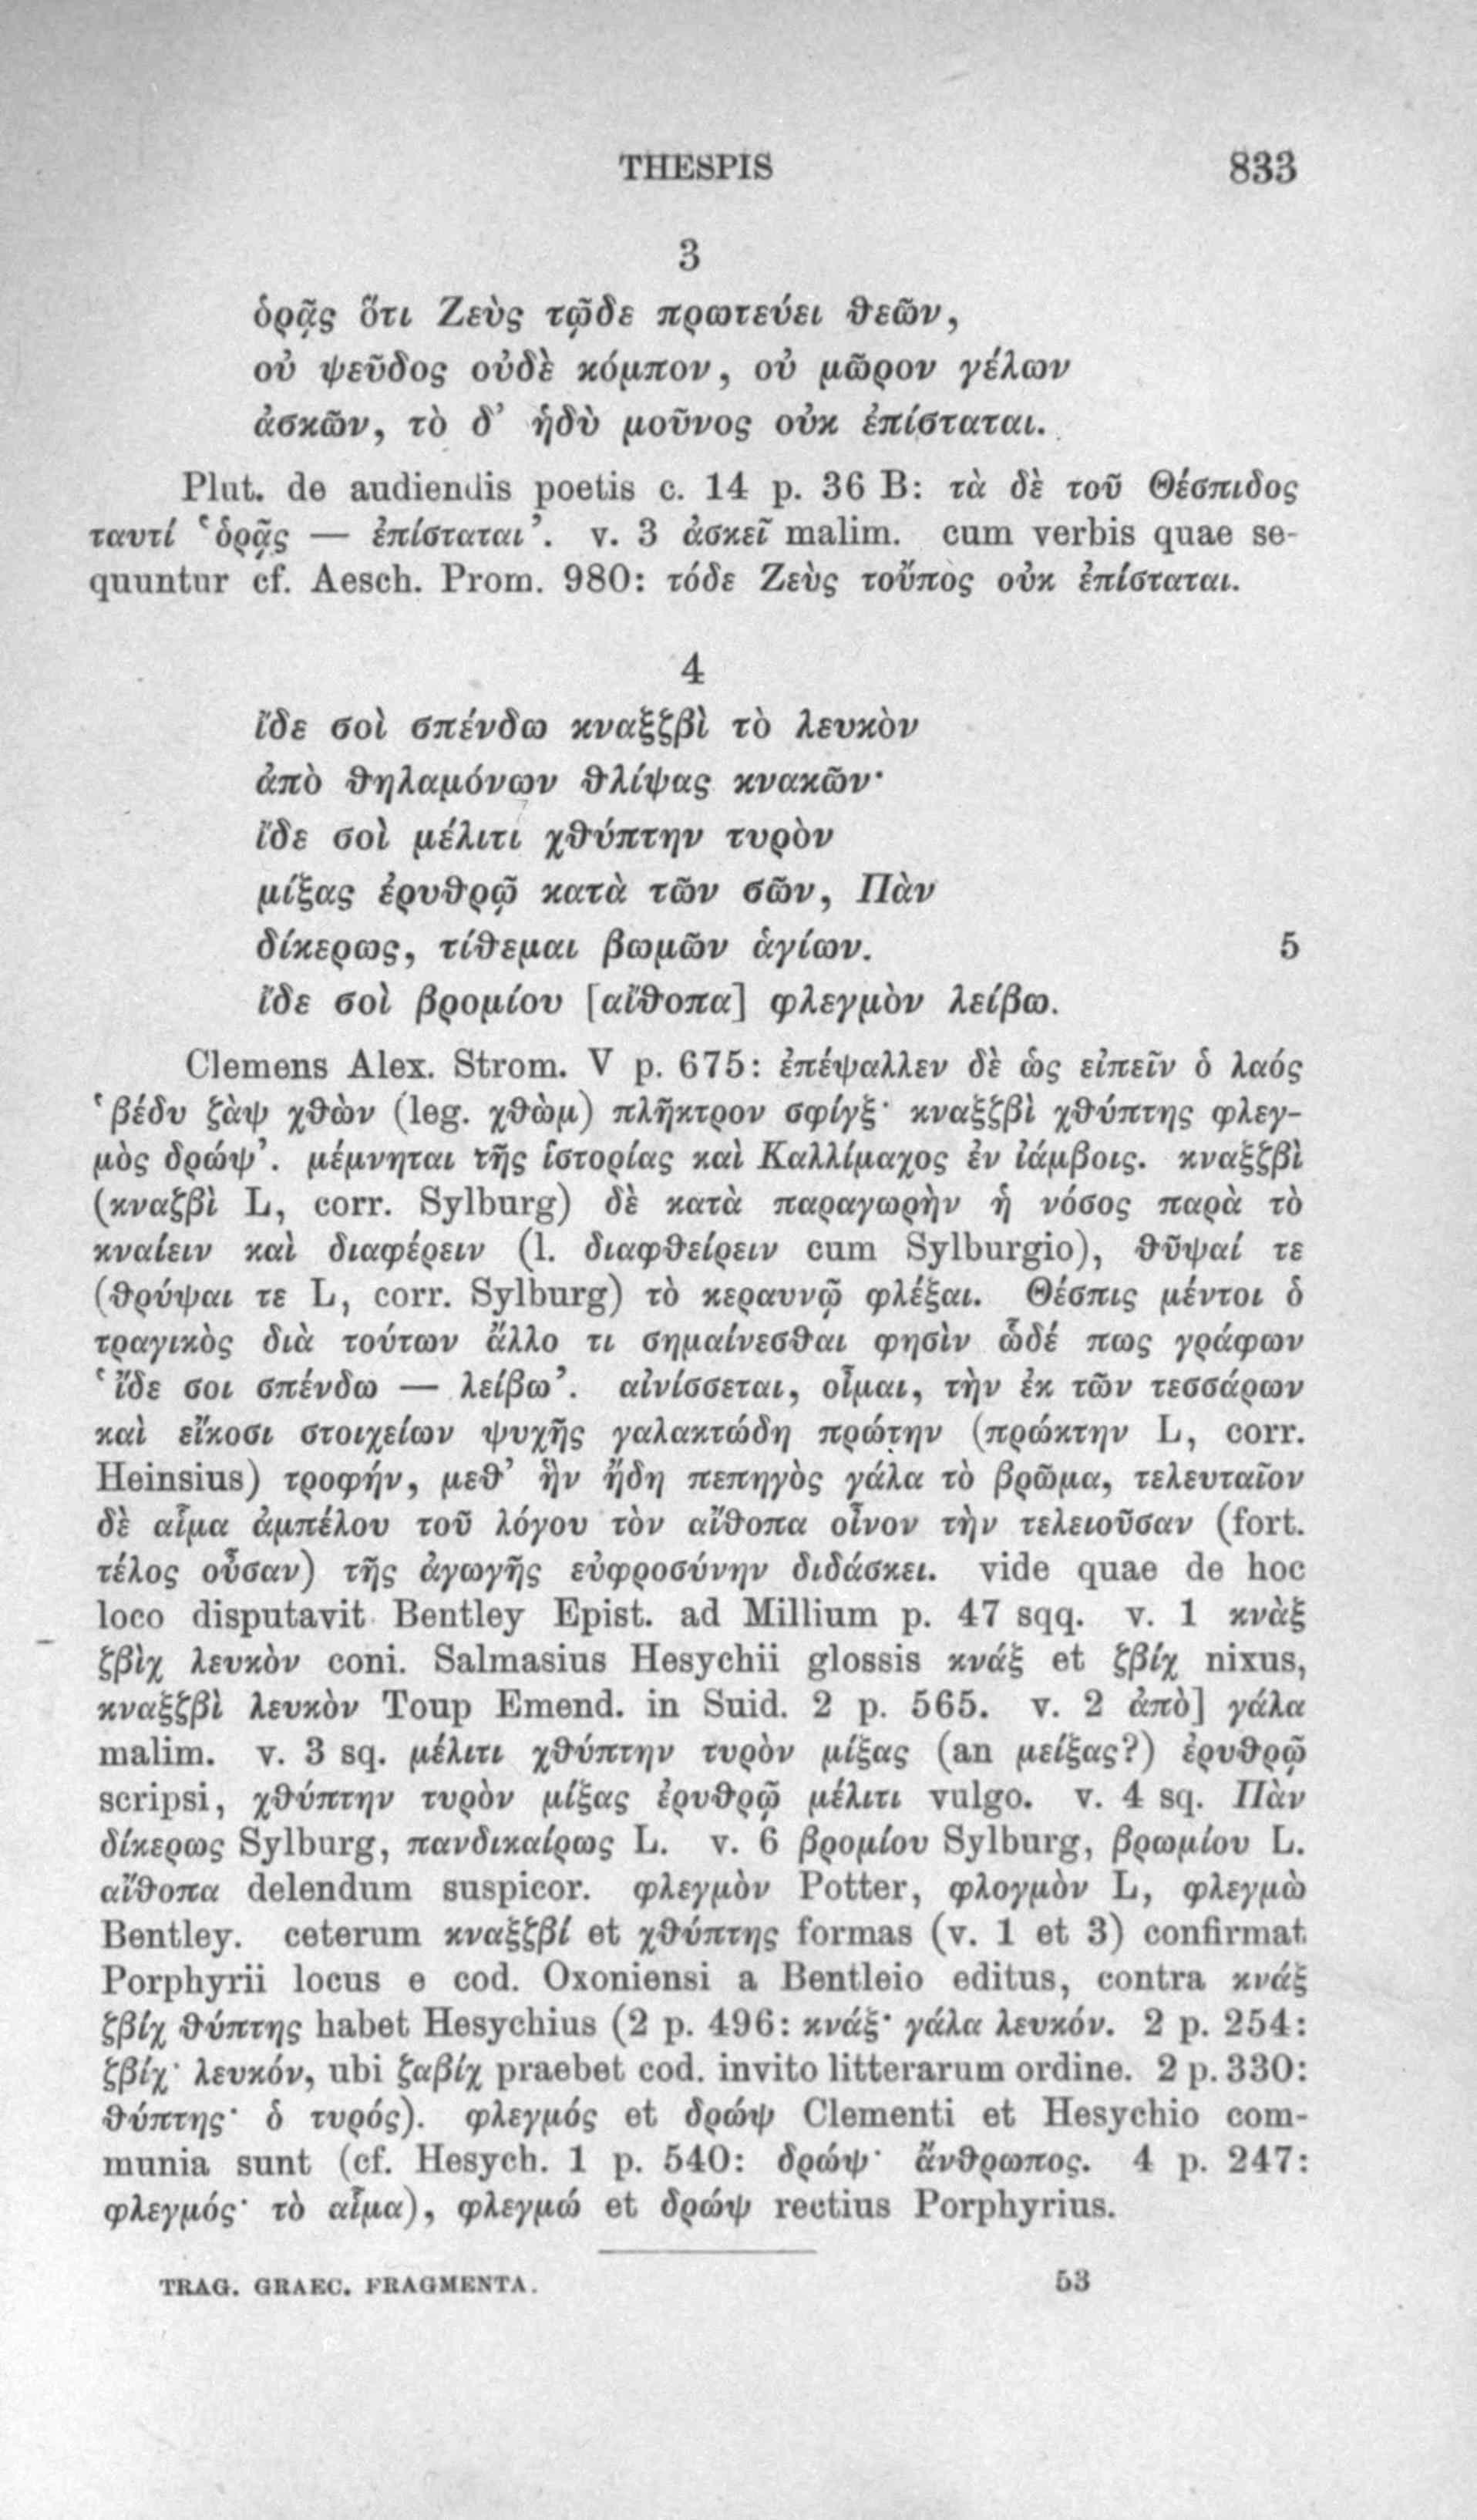 THESPIS 833
3
ὁρᾷς ὅτι Ζεὺς τῷδε πρωτεύει θεῶν,
οὐ ψεῦδος οὐδὲ κόμπον, οὐ μῶρον γέλων
ἀσκῶν, τὸ δ’ ἡδὺ μοῦνος οὐκ ἐπίσταται.
Plut. de audiendis poetis c. 14 p. 36 B: τὰ δὲ τοῦ Θέσπιδος
ταυτί ‘ὁρᾷς — ἐπίσταται’. v. 3 ἀσκεῖ malim. cum verbis quae se-
quuntur cf. Aesch. Prom. 980: τόδε Ζεὺς τοὔπος οὐκ ἐπίσταται.
4
ἴδε σοὶ σπένδω κναξζβὶ τὸ λευκὸν
ἀπὸ θηλαμόνων θλίψας κνακῶν·
ἴδε σοὶ μέλιτι χθύπτην τυρὸν
μίξας ἐρυθρῷ κατὰ τῶν σῶν, Πὰν
δίκερως, τίθεμαι βωμῶν ἁγίων. 5
ἴδε σοὶ βρομίου [αἴθοπα] φλεγμὸν λείβω.
Clemens Alex. Strom. V p. 675: ἐπέψαλλεν δὲ ὡς εἰπεῖν ὁ λαός
‘βέδυ ζὰψ χθὼν (leg. χθὼμ) πλῆκτρον σφίγξ· κναξζβὶ χθύπτης φλεγ-
μὸς δρώψ’. μέμνηται τῆς ἱστορίας καὶ Καλλίμαχος ἐν ἰάμβοις. κναξζβὶ
(κναζβὶ L, corr. Sylburg) δὲ κατὰ παραγωρὴν ἡ νόσος παρὰ τὸ
κναίειν καὶ διαφέρειν (l. διαφθείρειν cum Sylburgio), θῦψαί τε
(θρύψαι τε L, corr. Sylburg) τὸ κεραυνῷ φλέξαι. Θέσπις μέντοι ὁ
τραγικὸς διὰ τούτων ἄλλο τι σημαίνεσθαι φησὶν ὧδέ πως γράφων
‘ἴδε σοι σπένδω — λείβω’. αἰνίσσεται, οἶμαι, τὴν ἐκ τῶν τεσσάρων
καὶ εἴκοσι στοιχείων ψυχῆς γαλακτώδη πρώτην (πρώκτην L, corr.
Heinsius) τροφήν, μεθ’ ἣν ἤδη πεπηγὸς γάλα τὸ βρῶμα, τελευταῖον
δὲ αἷμα ἀμπέλου τοῦ λόγου τὸν αἴθοπα οἶνον τὴν τελειοῦσαν (fort.
τέλος οὖσαν) τῆς ἀγωγῆς εὐφροσύνην διδάσκει. vide quae de hoc
loco disputavit Bentley Epist. ad Millium p. 47 sqq. v. 1 κνὰξ
ζβὶχ λευκὸν coni. Salmasius Hesychii glossis κνάξ et ζβίχ nixus,
κναξζβὶ λευκὸν Toup Emend. in Suid. 2 p. 565. v. 2 ἀπὸ] γάλα
malim. v. 3 sq. μέλιτι χθύπτην τυρὸν μίξας (an μείξας?) ἐρυθρῷ
scripsi, χθύπτην τυρὸν μίξας ἐρυθρῷ μέλιτι vulgo. v. 4 sq. Πὰν
δίκερως Sylburg, πανδικαίρως L. v. 6 βρομίου Sylburg, βρωμίου L.
αἴθοπα delendum suspicor. φλεγμὸν Potter, φλογμὸν L, φλεγμὼ
Bentley. ceterum κναξζβί et χθύπτης formas (v. 1 et 3) confirmat
Porphyrii locus e cod. Oxoniensi a Bentleio editus, contra κνάξ
ζβίχ θύπτης habet Hesychius (2 p. 496: κνάξ· γάλα λευκόν. 2 p. 254:
ζβίχ· λευκόν, ubi ζαβίχ praebet cod. invito litterarum ordine. 2 p. 330:
θύπτης· ὁ τυρός). φλεγμός et δρώψ Clementi et Hesychio com-
munia sunt (cf. Hesych. 1 p. 540: δρώψ· ἄνθρωπος. 4 p. 247:
φλεγμός· τὸ αἷμα), φλεγμώ et δρώψ rectius Porphyrius.
TRAG. GRAEC. FRAGMENTA. 53